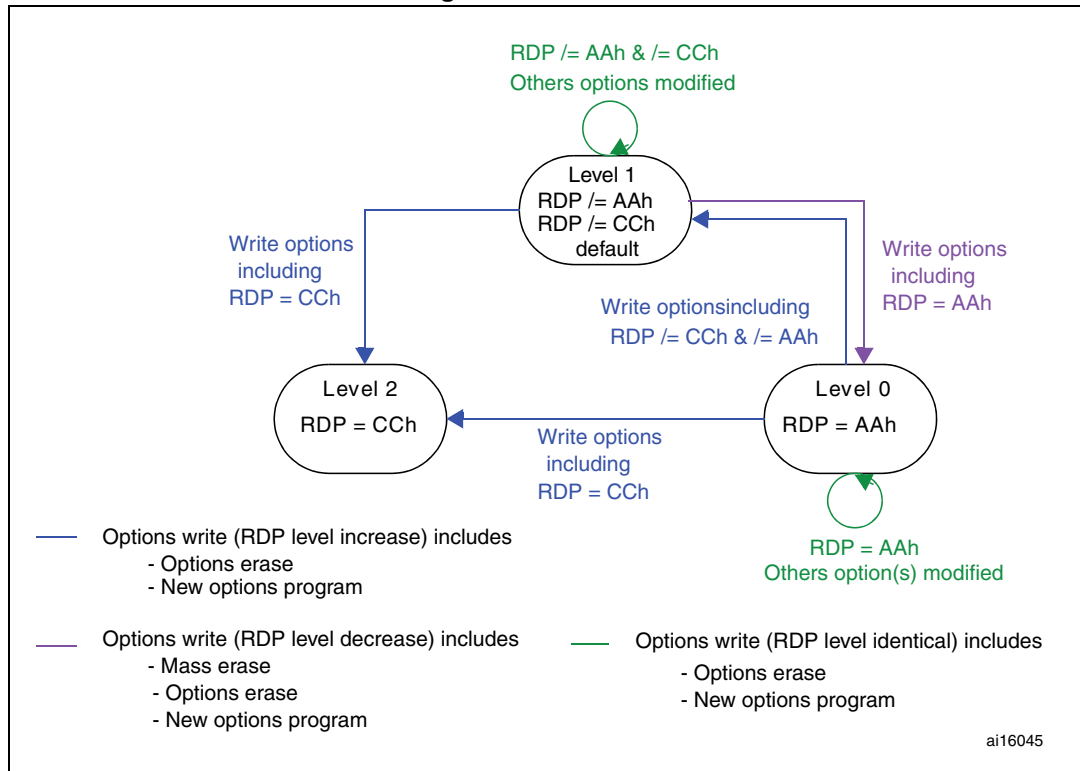 RDP /= AAh & /= CCh
Others options modified
Level 1
RDP /= AAh
RDP /= CCh
default
Write options
including
RDP = CCh
Write options
including
RDP = AAh
Write optionsincluding
RDP /= CCh & /= AAh
Level 2
RDP = CCh
Level 0
RDP = AAh
Write options
including
RDP = CCh
RDP = AAh
Others option(s) modified
Options write (RDP level increase) includes
- Options erase
- New options program
Options write (RDP level decrease) includes
- Mass erase
- Options erase
- New options program
Options write (RDP level identical) includes
- Options erase
- New options program
ai16045